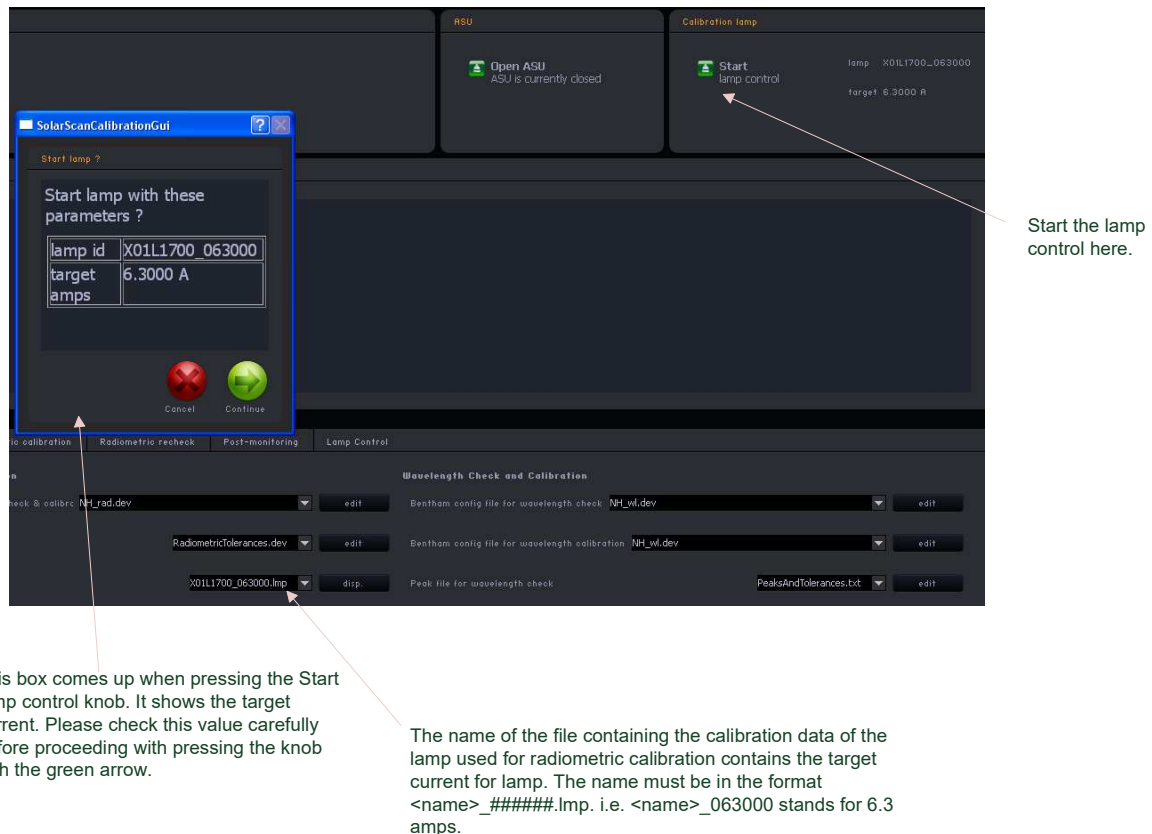 ASU
Calibration lamp
Open ASU
ASU is currently closed
Start
lamp control
lamp X01L1700_063000
target 6.3000 A
SolarScanCalibrationGui
Start lamp ?
Start lamp with these
parameters ?
lamp id X01L1700_063000
target 6.3000 A
amps
Cancel Continue
Start the lamp
control here.
calibration Radiometric recheck Post-monitoring Lamp Control
Wavelength Check and Calibration
NH_rad.dev edit Bentham config file for wavelength check NH_wl.dev edit
RadiometricTolerances.dev edit Bentham config file for wavelength calibration NH_wl.dev edit
X01L1700_063000.lmp disp. Peak file for wavelength check PeaksAndTolerances.txt edit
is box comes up when pressing the Start
mp control knob. It shows the target
rrent. Please check this value carefully
fore proceeding with pressing the knob
th the green arrow.
The name of the file containing the calibration data of the
lamp used for radiometric calibration contains the target
current for lamp. The name must be in the format
<name>_######.lmp. i.e. <name>_063000 stands for 6.3
amps.